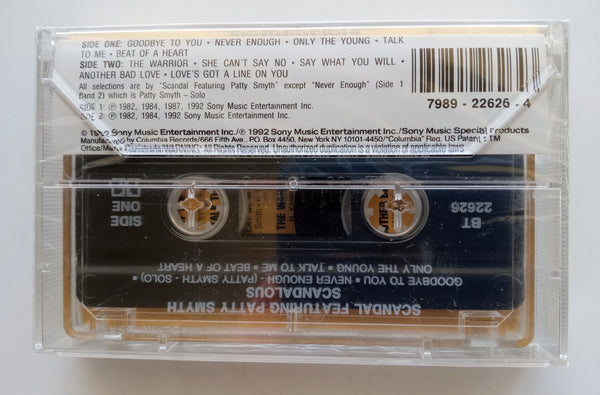 SIDE ONE: GOODBYE TO YOU • NEVER ENOUGH • ONLY THE YOUNG • TALK
TO ME • BEAT OF A HEART
SIDE TWO: THE WARRIOR • SHE CAN'T SAY NO • SAY WHAT YOU WILL •
ANOTHER BAD LOVE • LOVE'S GOT A LINE ON YOU
All selections are by "Scandal Featuring Patty Smyth" except "Never Enough" (Side 1
Band 2) which is Patty Smyth – Solo
SIDE 1: ℗ 1982, 1984, 1987, 1992 Sony Music Entertainment Inc.
SIDE 2: ℗ 1982, 1984, 1992 Sony Music Entertainment Inc.
BT 22626
7989 - 22626 - 4
© 1992 Sony Music Entertainment Inc./℗ 1992 Sony Music Entertainment Inc./Sony Music Special Products
Manufactured by Columbia Records/666 Fifth Ave., P.O. Box 4450, New York NY 10101-4450/"Columbia" Reg. US Patent TM
WARNING: All Rights Reserved. Unauthorized duplication is a violation of applicable laws
SCANDAL FEATURING PATTY SMYTH
SCANDALOUS
GOODBYE TO YOU • NEVER ENOUGH - (PATTY SMYTH - SOLO) •
ONLY THE YOUNG • TALK TO ME • BEAT OF A HEART
BT
22626
SIDE
ONE